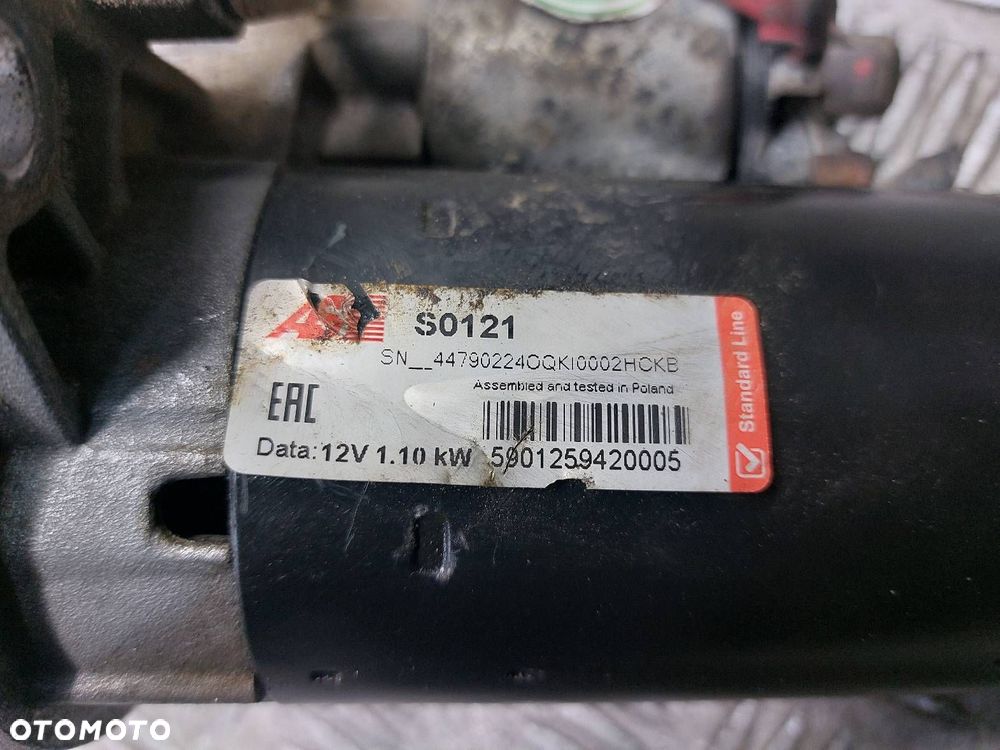 S0121
SN__44790224OQKI0002HCKB
Assembled and tested in Poland
EAC
Data: 12V 1.10 kW 5901259420005
Standard Line
OTOMOTO